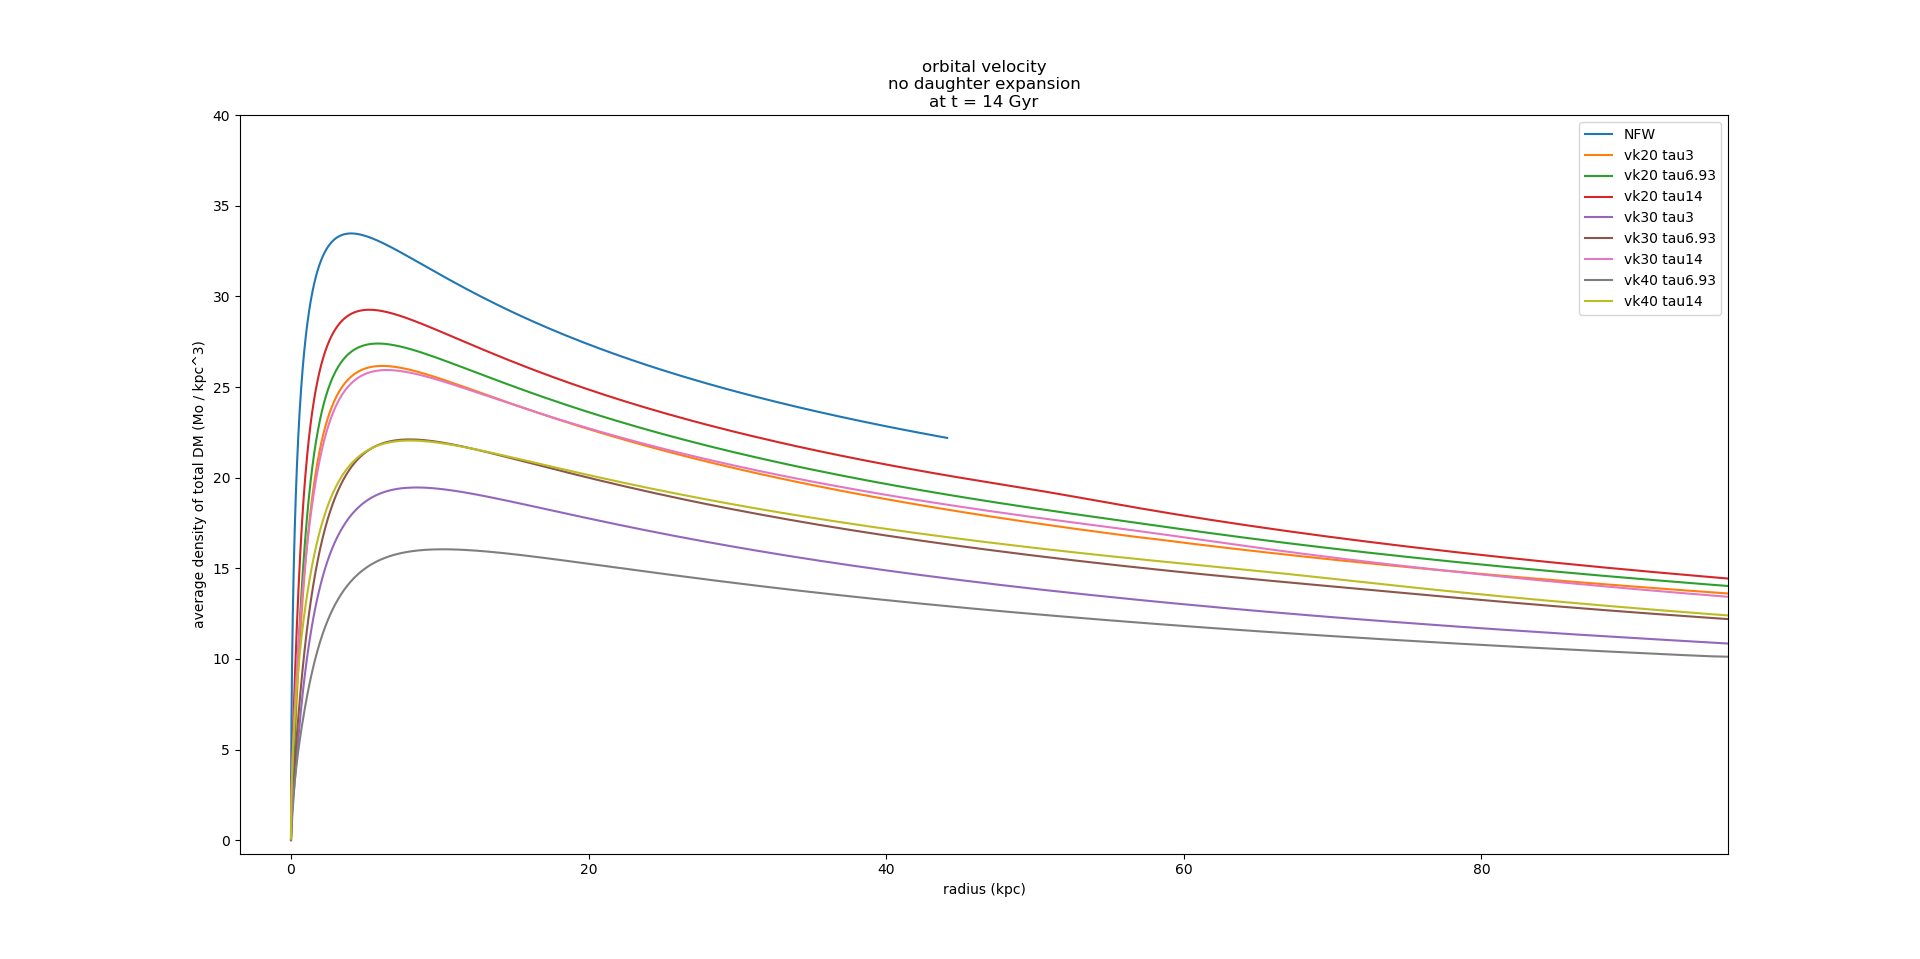 orbital velocity
no daughter expansion
at t = 14 Gyr
40
35
30
25
20
15
10
5
0
average density of total DM (Mo / kpc^3)
NFW
vk20 tau3
vk20 tau6.93
vk20 tau14
vk30 tau3
vk30 tau6.93
vk30 tau14
vk40 tau6.93
vk40 tau14
0 20 40 60 80
radius (kpc)